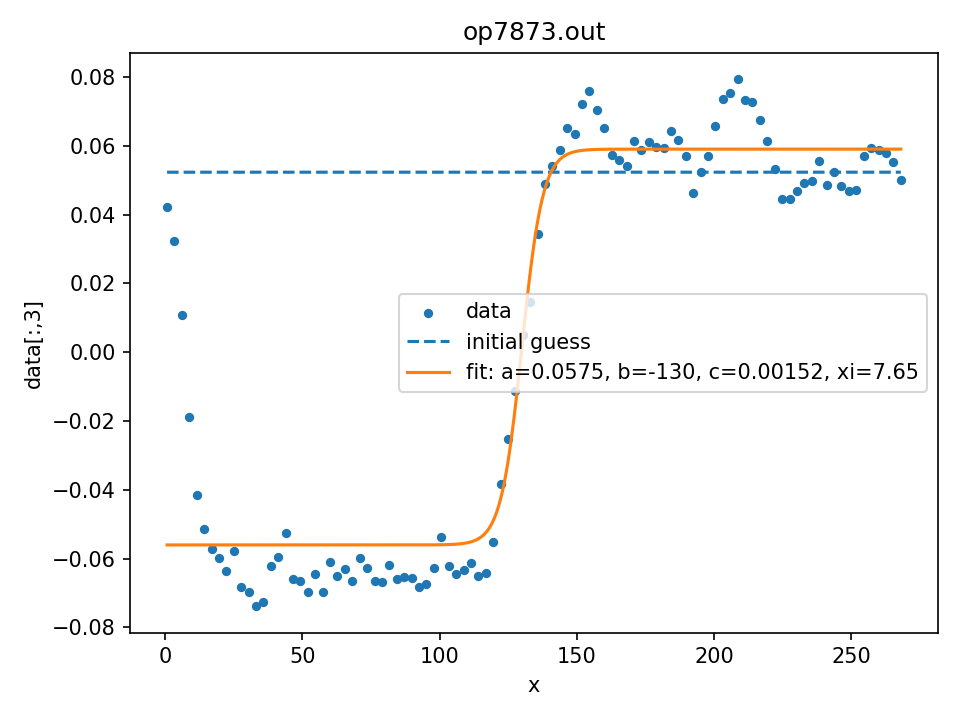 op7873.out
data[:,3]
0.08
0.06
0.04
0.02
0.00
−0.02
−0.04
−0.06
−0.08
data
initial guess
fit: a=0.0575, b=-130, c=0.00152, xi=7.65
0 50 100 150 200 250
x